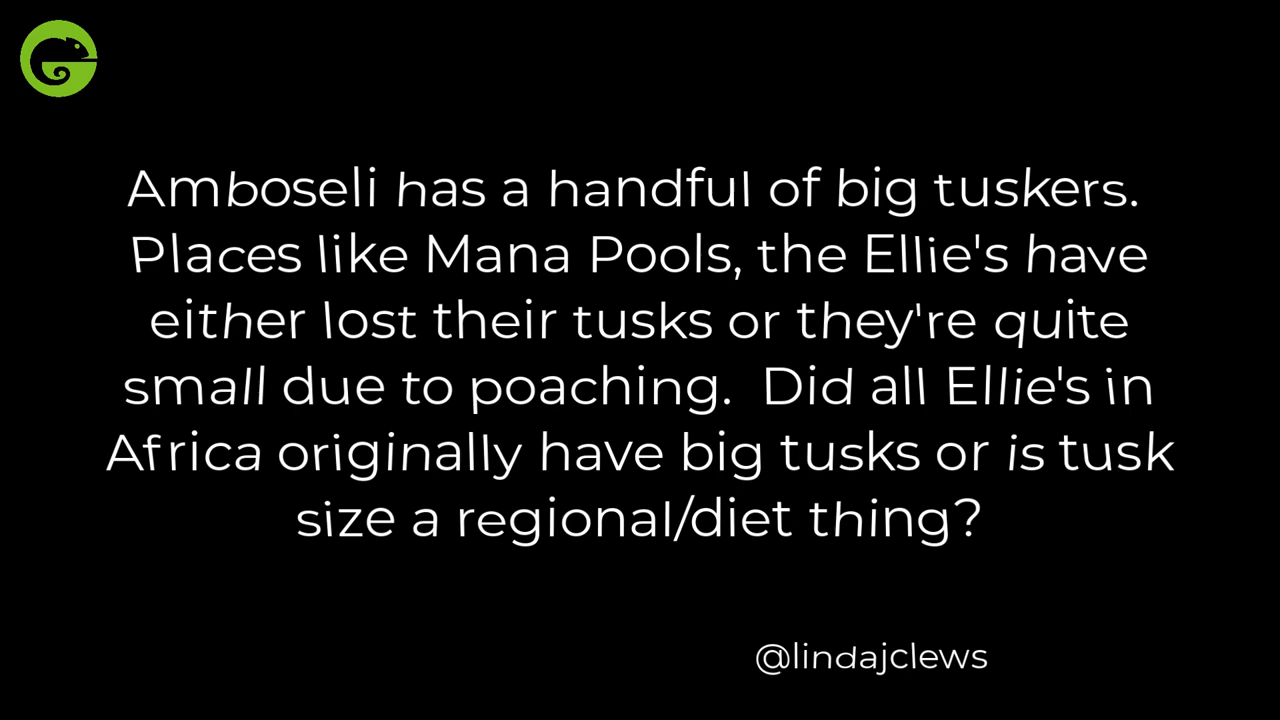 Amboseli has a handful of big tuskers.
Places like Mana Pools, the Ellie's have
either lost their tusks or they're quite
small due to poaching.  Did all Ellie's in
Africa originally have big tusks or is tusk
size a regional/diet thing?
@lindajclews